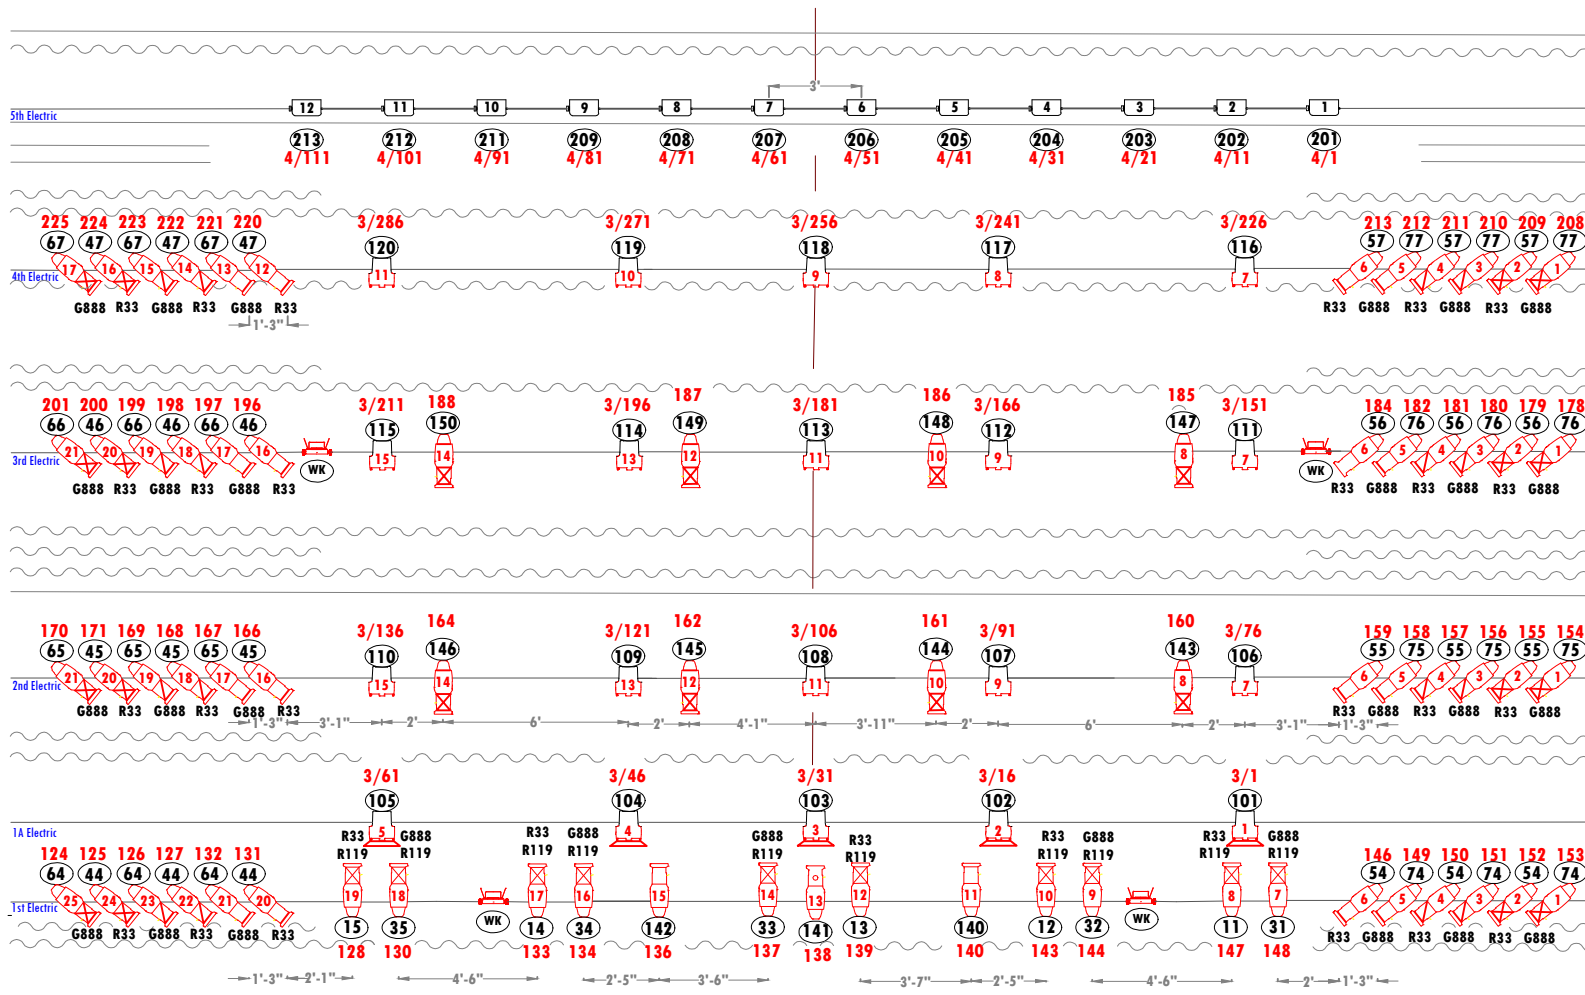 3'
12 11 10 9 8 7 6 5 4 3 2 1
5th Electric
213 212 211 209 208 207 206 205 204 203 202 201
4/111 4/101 4/91 4/81 4/71 4/61 4/51 4/41 4/31 4/21 4/11 4/1
225 224 223 222 221 220 3/286 3/271 3/256 3/241 3/226 213 212 211 210 209 208
67 47 67 47 67 47 120 119 118 117 116 57 77 57 77 57 77
4th Electric 17 16 15 14 13 12 11 10 9 8 7 6 5 4 3 2 1
G888 R33 G888 R33 G888 R33 R33 G888 R33 G888 R33 G888
1'-3"
201 200 199 198 197 196 3/211 188 3/196 187 3/181 186 3/166 185 3/151 184 182 181 180 179 178
66 46 66 46 66 46 115 150 114 149 113 148 112 147 111 56 76 56 76 56 76
3rd Electric 21 20 19 18 17 16 WK 15 14 13 12 11 10 9 8 7 WK 6 5 4 3 2 1
G888 R33 G888 R33 G888 R33 R33 G888 R33 G888 R33 G888
170 171 169 168 167 166 3/136 164 3/121 162 3/106 161 3/91 160 3/76 159 158 157 156 155 154
65 45 65 45 65 45 110 146 109 145 108 144 107 143 106 55 75 55 75 55 75
2nd Electric 21 20 19 18 17 16 15 14 13 12 11 10 9 8 7 6 5 4 3 2 1
G888 R33 G888 R33 G888 R33 R33 G888 R33 G888 R33 G888
1'-3" 3'-1" 2' 6' 2' 4'-1" 3'-11" 2' 6' 2' 3'-1" 1'-3"
3/61 3/46 3/31 3/16 3/1
105 104 103 102 101
1A Electric 5 4 3 2 1
R33 G888 R33 G888 G888 R33 R33 G888 R33 G888
R119 R119 R119 R119 R119 R119 R119 R119 R119 R119
124 125 126 127 132 131 146 149 150 151 152 153
64 44 64 44 64 44 54 74 54 74 54 74
1st Electric 25 24 23 22 21 20 19 18 WK 17 16 15 14 13 12 11 10 9 WK 8 7 6 5 4 3 2 1
G888 R33 G888 R33 G888 R33 15 35 14 34 142 33 141 13 140 12 32 11 31 R33 G888 R33 G888 R33 G888
128 130 133 134 136 137 138 139 140 143 144 147 148
1'-3" 2'-1" 4'-6" 2'-5" 3'-6" 3'-7" 2'-5" 4'-6" 2' 1'-3"